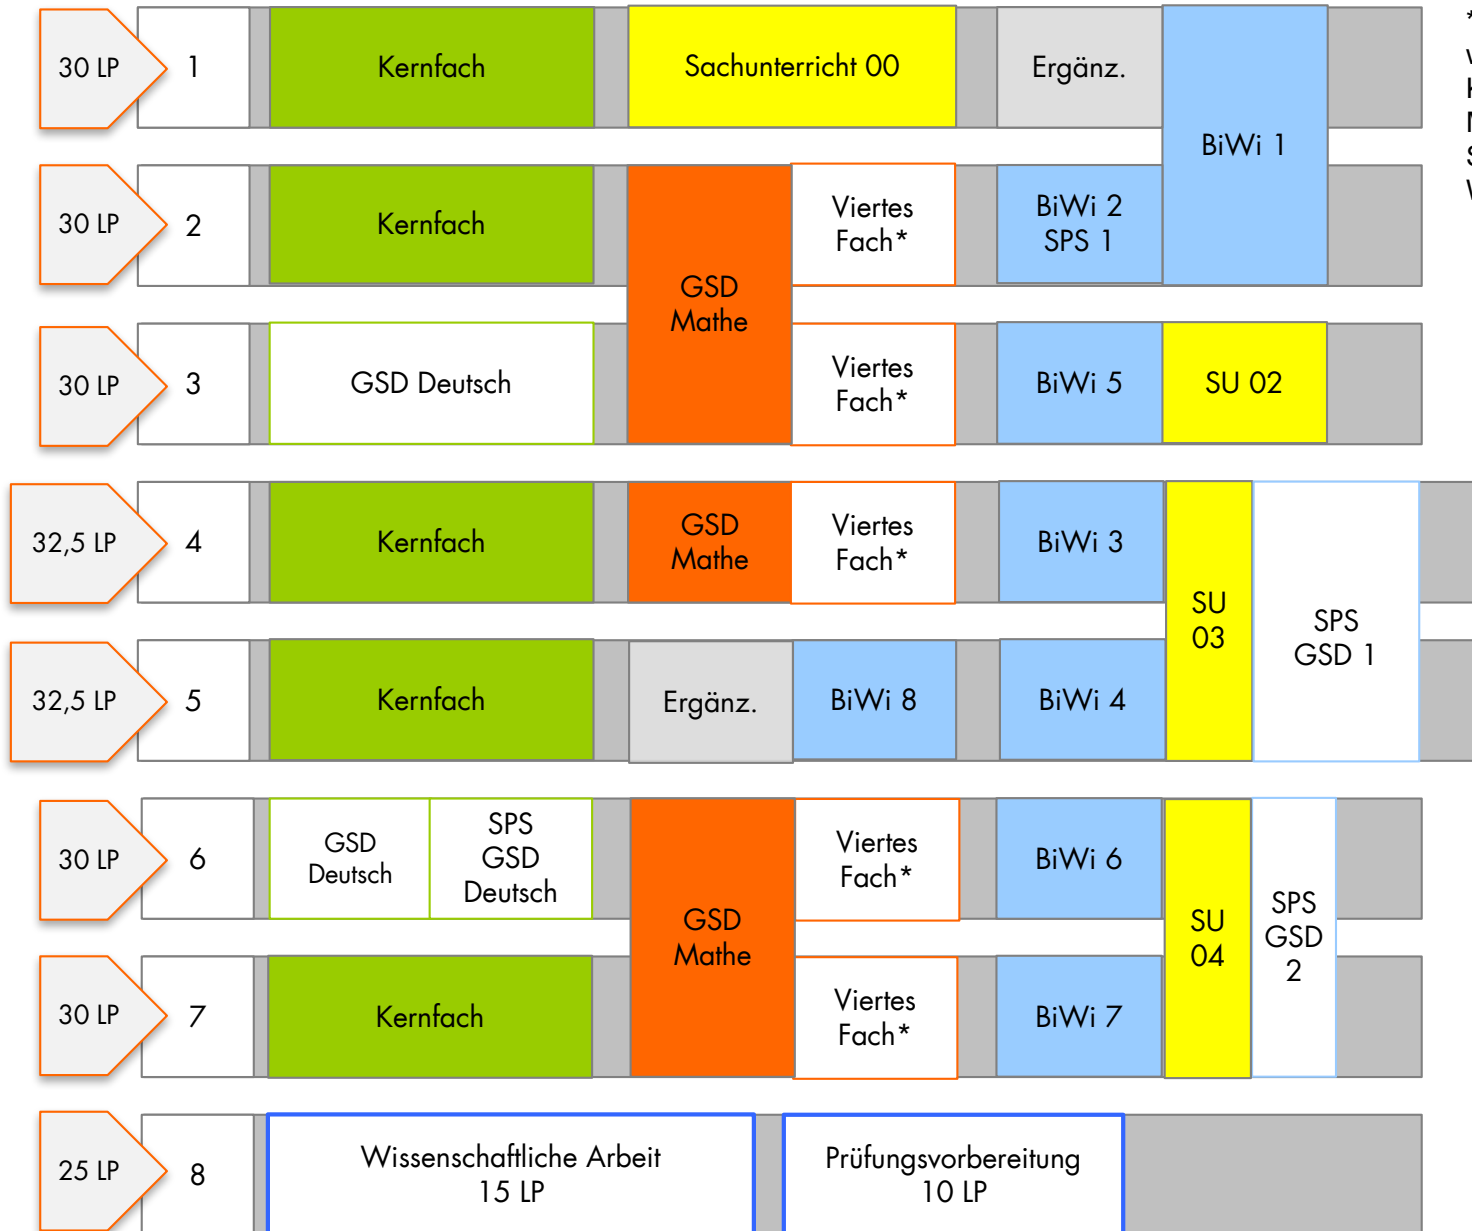 30 LP
1
Kernfach
Sachunterricht 00
Ergänz.
BiWi 1
*
30 LP
2
Kernfach
GSD
Mathe
Viertes
Fach*
BiWi 2
SPS 1
30 LP
3
GSD Deutsch
Viertes
Fach*
BiWi 5
SU 02
32,5 LP
4
Kernfach
GSD
Mathe
Viertes
Fach*
BiWi 3
SU
03
SPS
GSD 1
32,5 LP
5
Kernfach
Ergänz.
BiWi 8
BiWi 4
30 LP
6
GSD
Deutsch
SPS
GSD
Deutsch
GSD
Mathe
Viertes
Fach*
BiWi 6
SU
04
SPS
GSD
2
30 LP
7
Kernfach
Viertes
Fach*
BiWi 7
25 LP
8
Wissenschaftliche Arbeit
15 LP
Prüfungsvorbereitung
10 LP